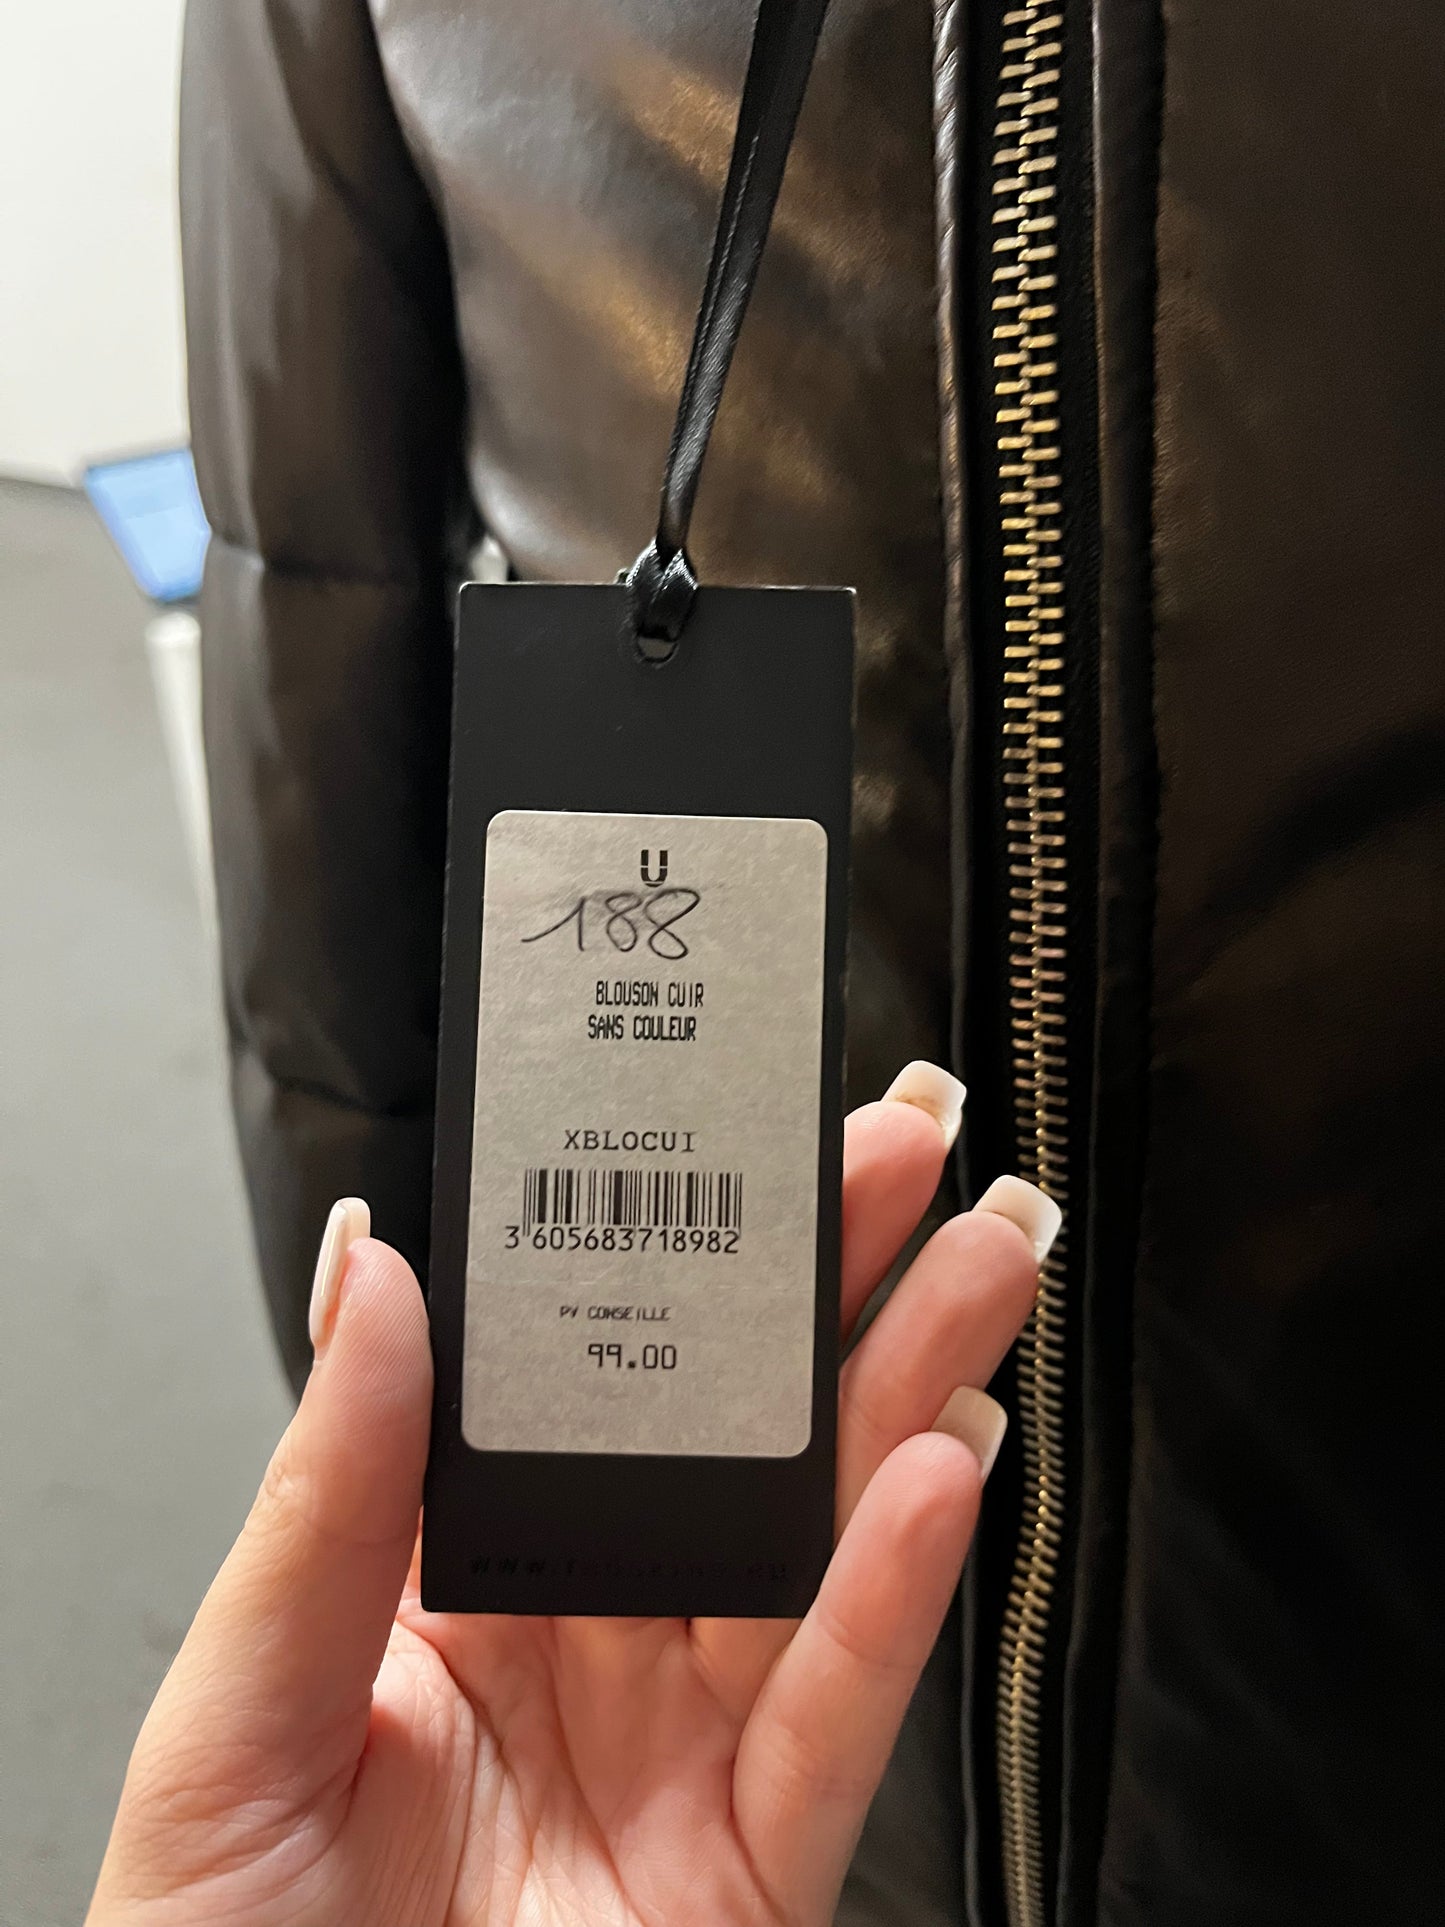 U
188
BLOUSON CUIR
SANS COULEUR
XBLOCUI
3 605683 718982
PV CONSEILLE
99.00